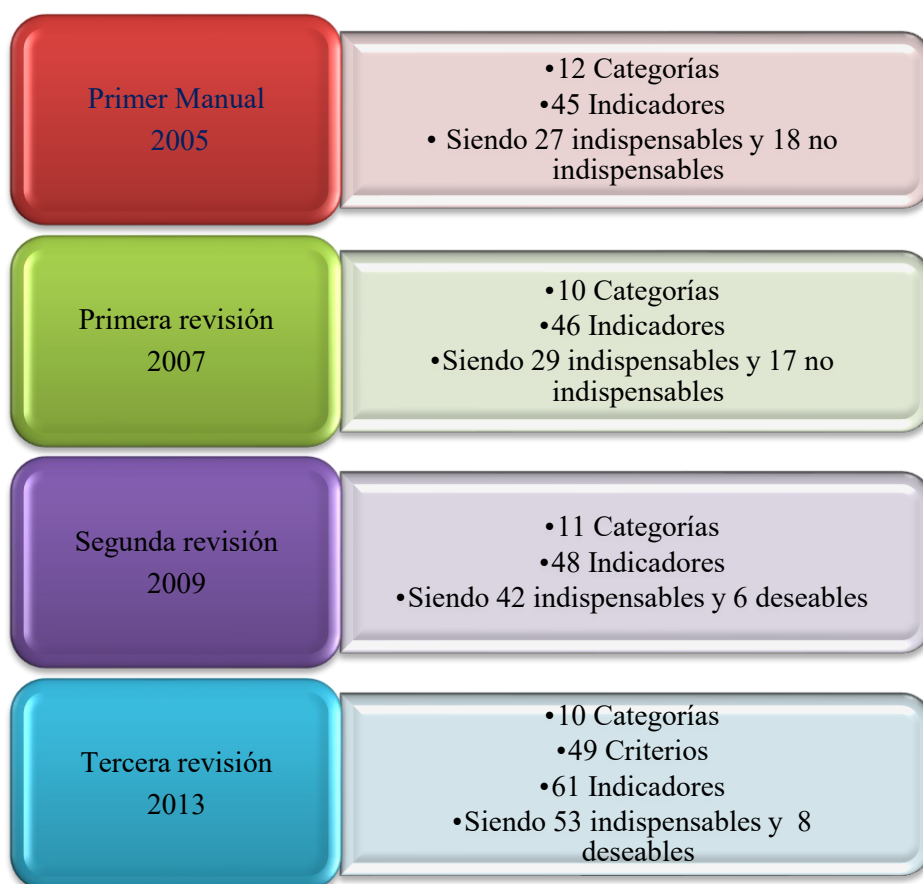 Primer Manual
2005
•12 Categorías
•45 Indicadores
• Siendo 27 indispensables y 18 no
indispensables
Primera revisión
2007
•10 Categorías
•46 Indicadores
•Siendo 29 indispensables y 17 no
indispensables
Segunda revisión
2009
•11 Categorías
•48 Indicadores
•Siendo 42 indispensables y 6 deseables
Tercera revisión
2013
•10 Categorías
•49 Criterios
•61 Indicadores
•Siendo 53 indispensables y 8
deseables